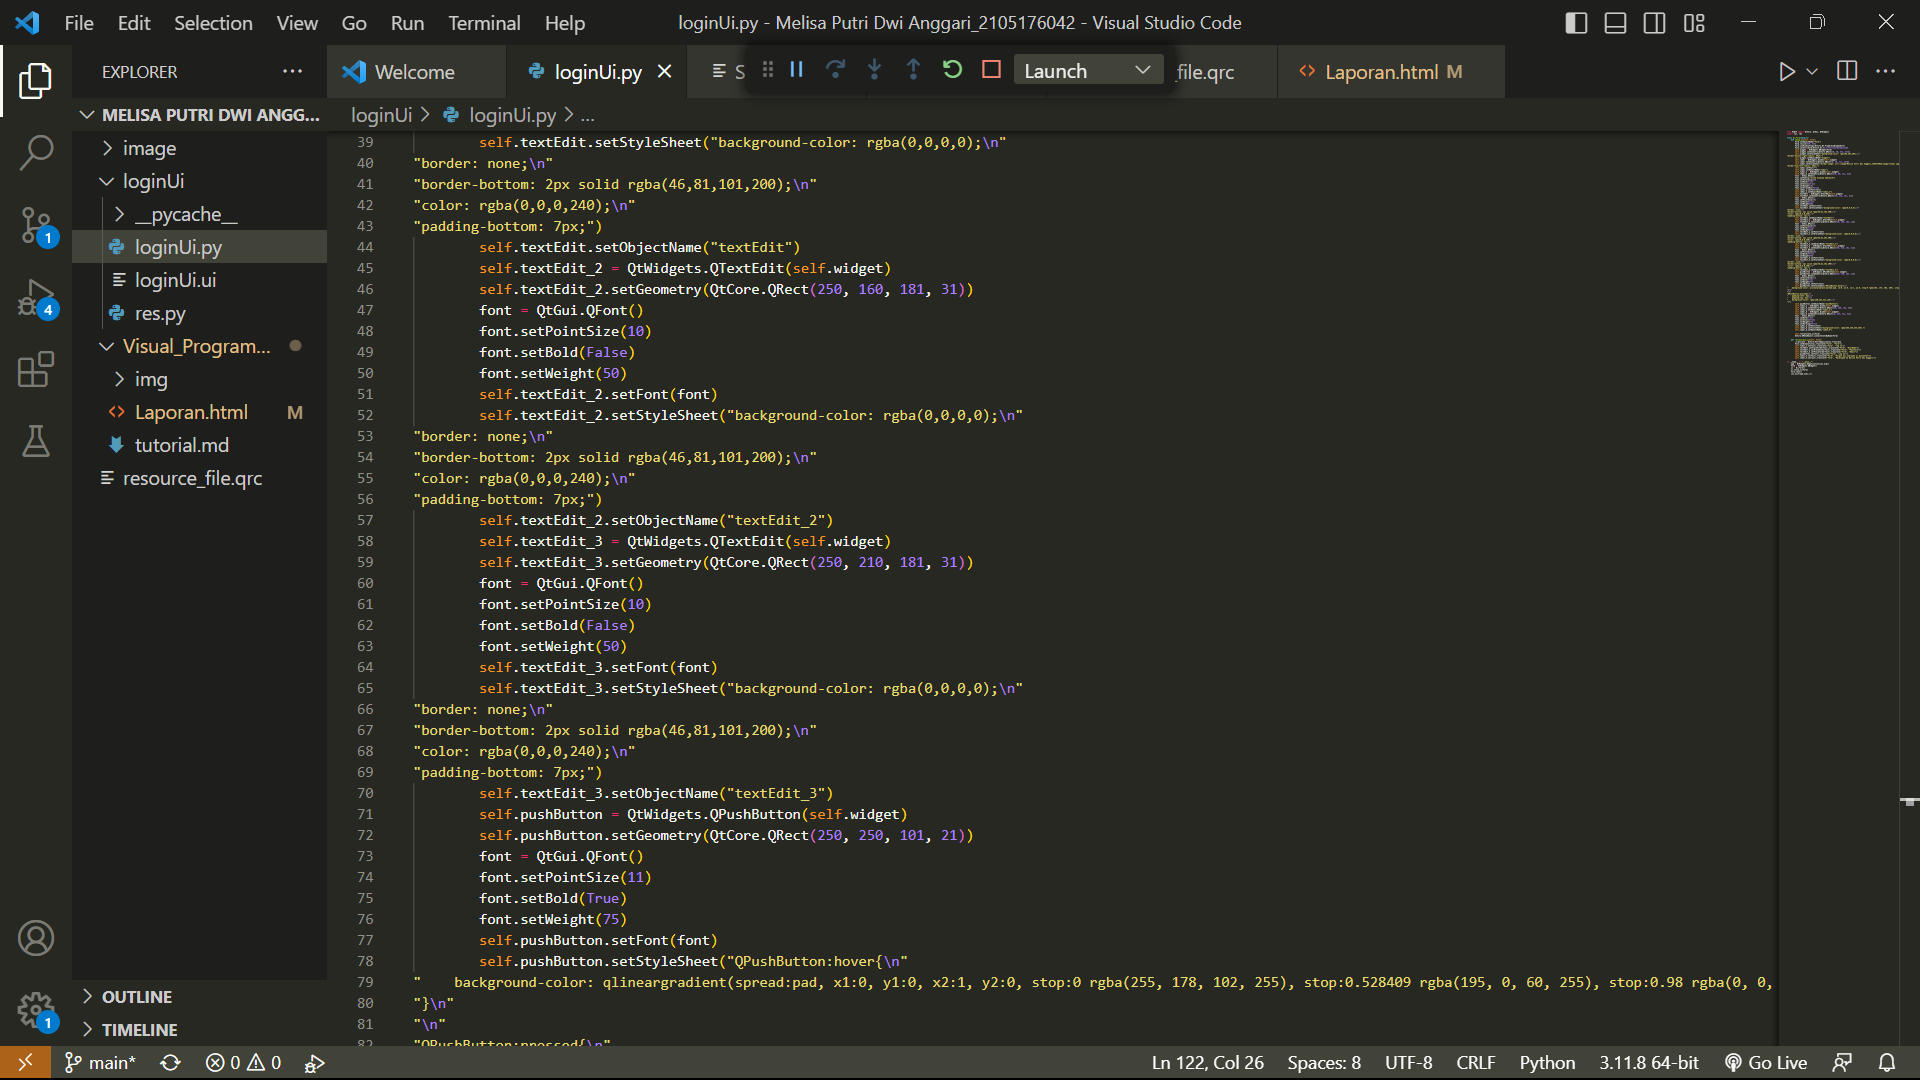 File Edit Selection View Go Run Terminal Help
loginUi.py - Melisa Putri Dwi Anggari_2105176042 - Visual Studio Code
EXPLORER
Welcome
loginUi.py
S
Launch
file.qrc
Laporan.html M
MELISA PUTRI DWI ANGG...
loginUi > loginUi.py > ...
image
loginUi
__pycache__
loginUi.py
loginUi.ui
res.py
Visual_Program...
img
Laporan.html M
tutorial.md
resource_file.qrc
1
4
39 self.textEdit.setStyleSheet("background-color: rgba(0,0,0,0);\n"
40 "border: none;\n"
41 "border-bottom: 2px solid rgba(46,81,101,200);\n"
42 "color: rgba(0,0,0,240);\n"
43 "padding-bottom: 7px;")
44 self.textEdit.setObjectName("textEdit")
45 self.textEdit_2 = QtWidgets.QTextEdit(self.widget)
46 self.textEdit_2.setGeometry(QtCore.QRect(250, 160, 181, 31))
47 font = QtGui.QFont()
48 font.setPointSize(10)
49 font.setBold(False)
50 font.setWeight(50)
51 self.textEdit_2.setFont(font)
52 self.textEdit_2.setStyleSheet("background-color: rgba(0,0,0,0);\n"
53 "border: none;\n"
54 "border-bottom: 2px solid rgba(46,81,101,200);\n"
55 "color: rgba(0,0,0,240);\n"
56 "padding-bottom: 7px;")
57 self.textEdit_2.setObjectName("textEdit_2")
58 self.textEdit_3 = QtWidgets.QTextEdit(self.widget)
59 self.textEdit_3.setGeometry(QtCore.QRect(250, 210, 181, 31))
60 font = QtGui.QFont()
61 font.setPointSize(10)
62 font.setBold(False)
63 font.setWeight(50)
64 self.textEdit_3.setFont(font)
65 self.textEdit_3.setStyleSheet("background-color: rgba(0,0,0,0);\n"
66 "border: none;\n"
67 "border-bottom: 2px solid rgba(46,81,101,200);\n"
68 "color: rgba(0,0,0,240);\n"
69 "padding-bottom: 7px;")
70 self.textEdit_3.setObjectName("textEdit_3")
71 self.pushButton = QtWidgets.QPushButton(self.widget)
72 self.pushButton.setGeometry(QtCore.QRect(250, 250, 101, 21))
73 font = QtGui.QFont()
74 font.setPointSize(11)
75 font.setBold(True)
76 font.setWeight(75)
77 self.pushButton.setFont(font)
78 self.pushButton.setStyleSheet("QPushButton:hover{\n"
79 " background-color: qlineargradient(spread:pad, x1:0, y1:0, x2:1, y2:0, stop:0 rgba(255, 178, 102, 255), stop:0.528409 rgba(195, 0, 60, 255), stop:0.98 rgba(0, 0,
80 "}\n"
81 "\n"
82 "QPushButton:pressed{\n"
OUTLINE
TIMELINE
1
main* 0 0
Ln 122, Col 26 Spaces: 8 UTF-8 CRLF Python 3.11.8 64-bit Go Live